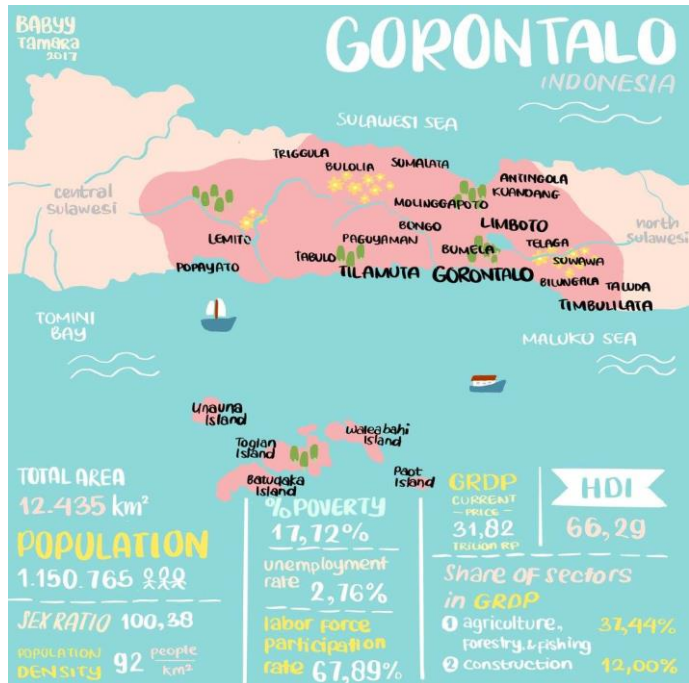 BABYY
TAMARA
2017
GORONTALO
INDONESIA
SULAWESI SEA
TRIGGULA
BULOLIA
SUMALATA
ANTINGOLA
KUANDANG
central
sulawesi
MOLINGGAPOTO
north
sulawesi
LEMITO
PAGUYAMAN
BONGO
LIMBOTO
TELAGA
TABULO
BUMELA
SUWAWA
POPAYATO
TILAMUTA
GORONTALO
BILUNGALA
TALUDA
TIMBULILATA
TOMINI
BAY
MALUKU SEA
Unauna
Island
Togian
Island
Waleabahi
Island
Batudaka
Island
Paot
Island
TOTAL AREA
12.435 km²
POPULATION
1.150.765
SEX RATIO 100,38
POPULATION
DENSITY 92 people
km²
% POVERTY
17,72%
unemployment
rate 2,76%
labor force
participation
rate 67,89%
GRDP
CURRENT
- PRICE -
31,82
TRILION RP
HDI
66,29
Share OF sectors
in GRDP
1 agriculture, 37,44%
forestry, & fishing
2 construction 12,00%